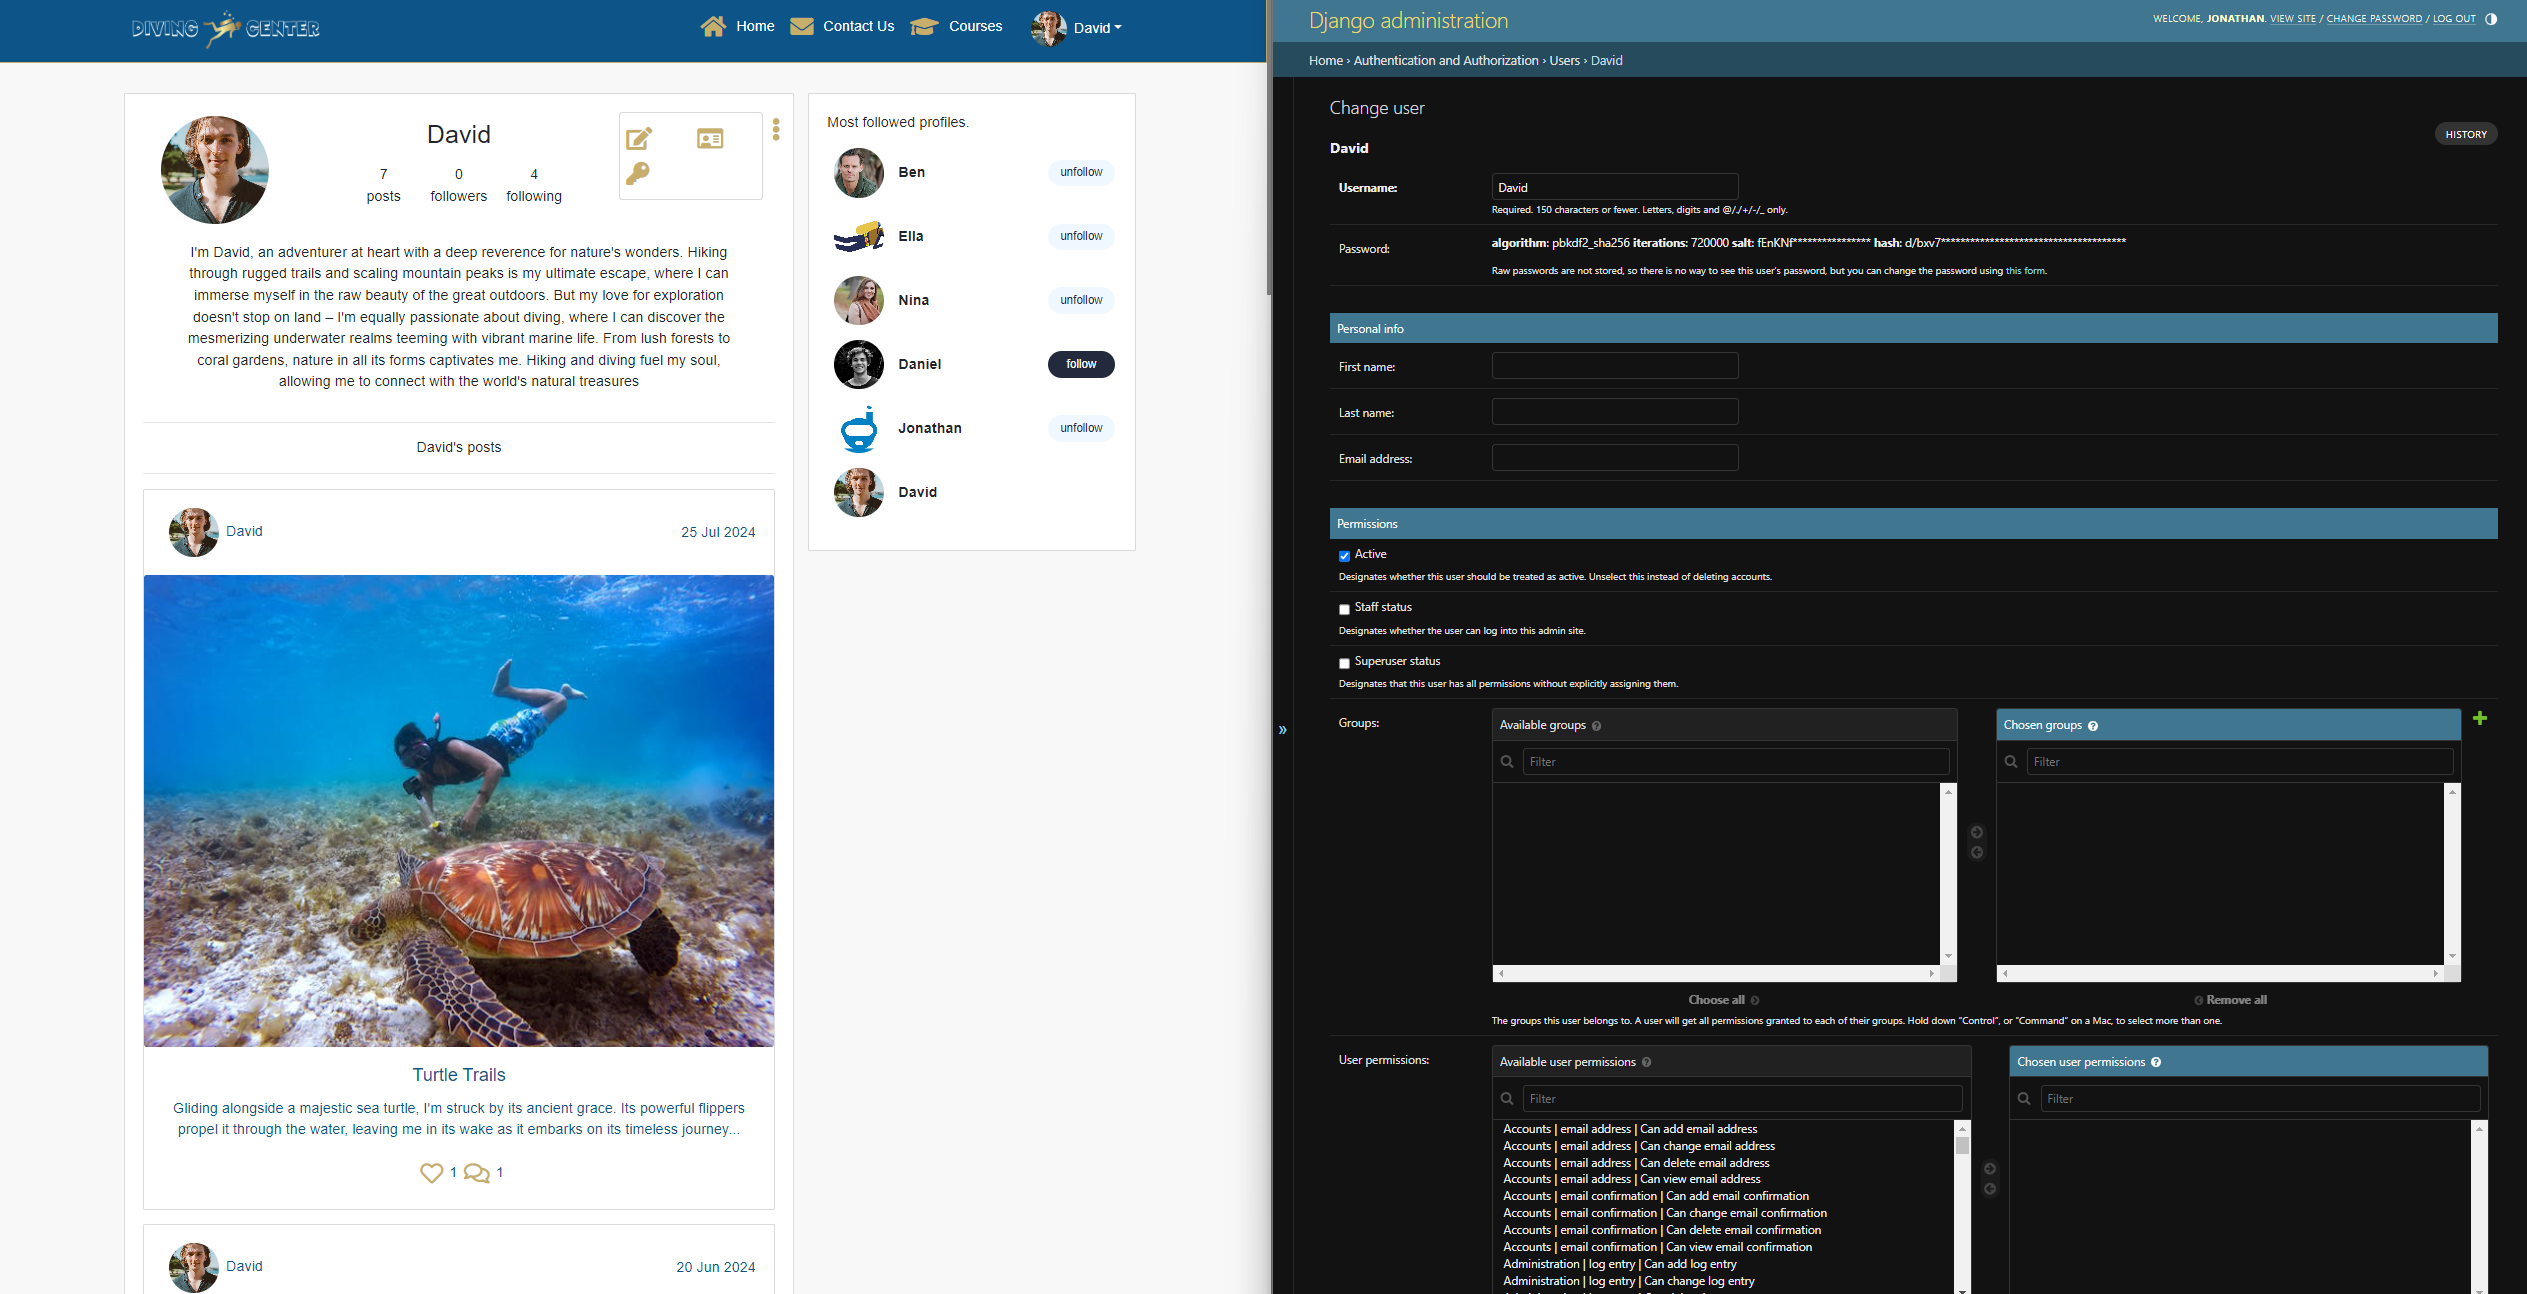 DIVING CENTER
Home
Contact Us
Courses
David
David
7
0
4
posts
followers
following
I'm David, an adventurer at heart with a deep reverence for nature's wonders. Hiking
through rugged trails and scaling mountain peaks is my ultimate escape, where I can
immerse myself in the raw beauty of the great outdoors. But my love for exploration
doesn't stop on land – I'm equally passionate about diving, where I can discover the
mesmerizing underwater realms teeming with vibrant marine life. From lush forests to
coral gardens, nature in all its forms captivates me. Hiking and diving fuel my soul,
allowing me to connect with the world's natural treasures
David's posts
David
25 Jul 2024
Turtle Trails
Gliding alongside a majestic sea turtle, I'm struck by its ancient grace. Its powerful flippers
propel it through the water, leaving me in its wake as it embarks on its timeless journey...
1
1
David
20 Jun 2024
Most followed profiles.
Ben
unfollow
Ella
unfollow
Nina
unfollow
Daniel
follow
Jonathan
unfollow
David
Django administration
WELCOME, JONATHAN. VIEW SITE / CHANGE PASSWORD / LOG OUT
Home › Authentication and Authorization › Users › David
Change user
HISTORY
David
Username:
David
Required. 150 characters or fewer. Letters, digits and @/./+/-/_ only.
Password:
algorithm: pbkdf2_sha256 iterations: 720000 salt: fEnKNf**************** hash: d/bxv7**************************************
Raw passwords are not stored, so there is no way to see this user's password, but you can change the password using this form.
Personal info
First name:
Last name:
Email address:
Permissions
Active
Designates whether this user should be treated as active. Unselect this instead of deleting accounts.
Staff status
Designates whether the user can log into this admin site.
Superuser status
Designates that this user has all permissions without explicitly assigning them.
»
Groups:
Available groups ?
Filter
Chosen groups ?
Filter
Choose all
Remove all
The groups this user belongs to. A user will get all permissions granted to each of their groups. Hold down “Control”, or “Command” on a Mac, to select more than one.
User permissions:
Available user permissions ?
Filter
Accounts | email address | Can add email address
Accounts | email address | Can change email address
Accounts | email address | Can delete email address
Accounts | email address | Can view email address
Accounts | email confirmation | Can add email confirmation
Accounts | email confirmation | Can change email confirmation
Accounts | email confirmation | Can delete email confirmation
Accounts | email confirmation | Can view email confirmation
Administration | log entry | Can add log entry
Administration | log entry | Can change log entry
Chosen user permissions ?
Filter